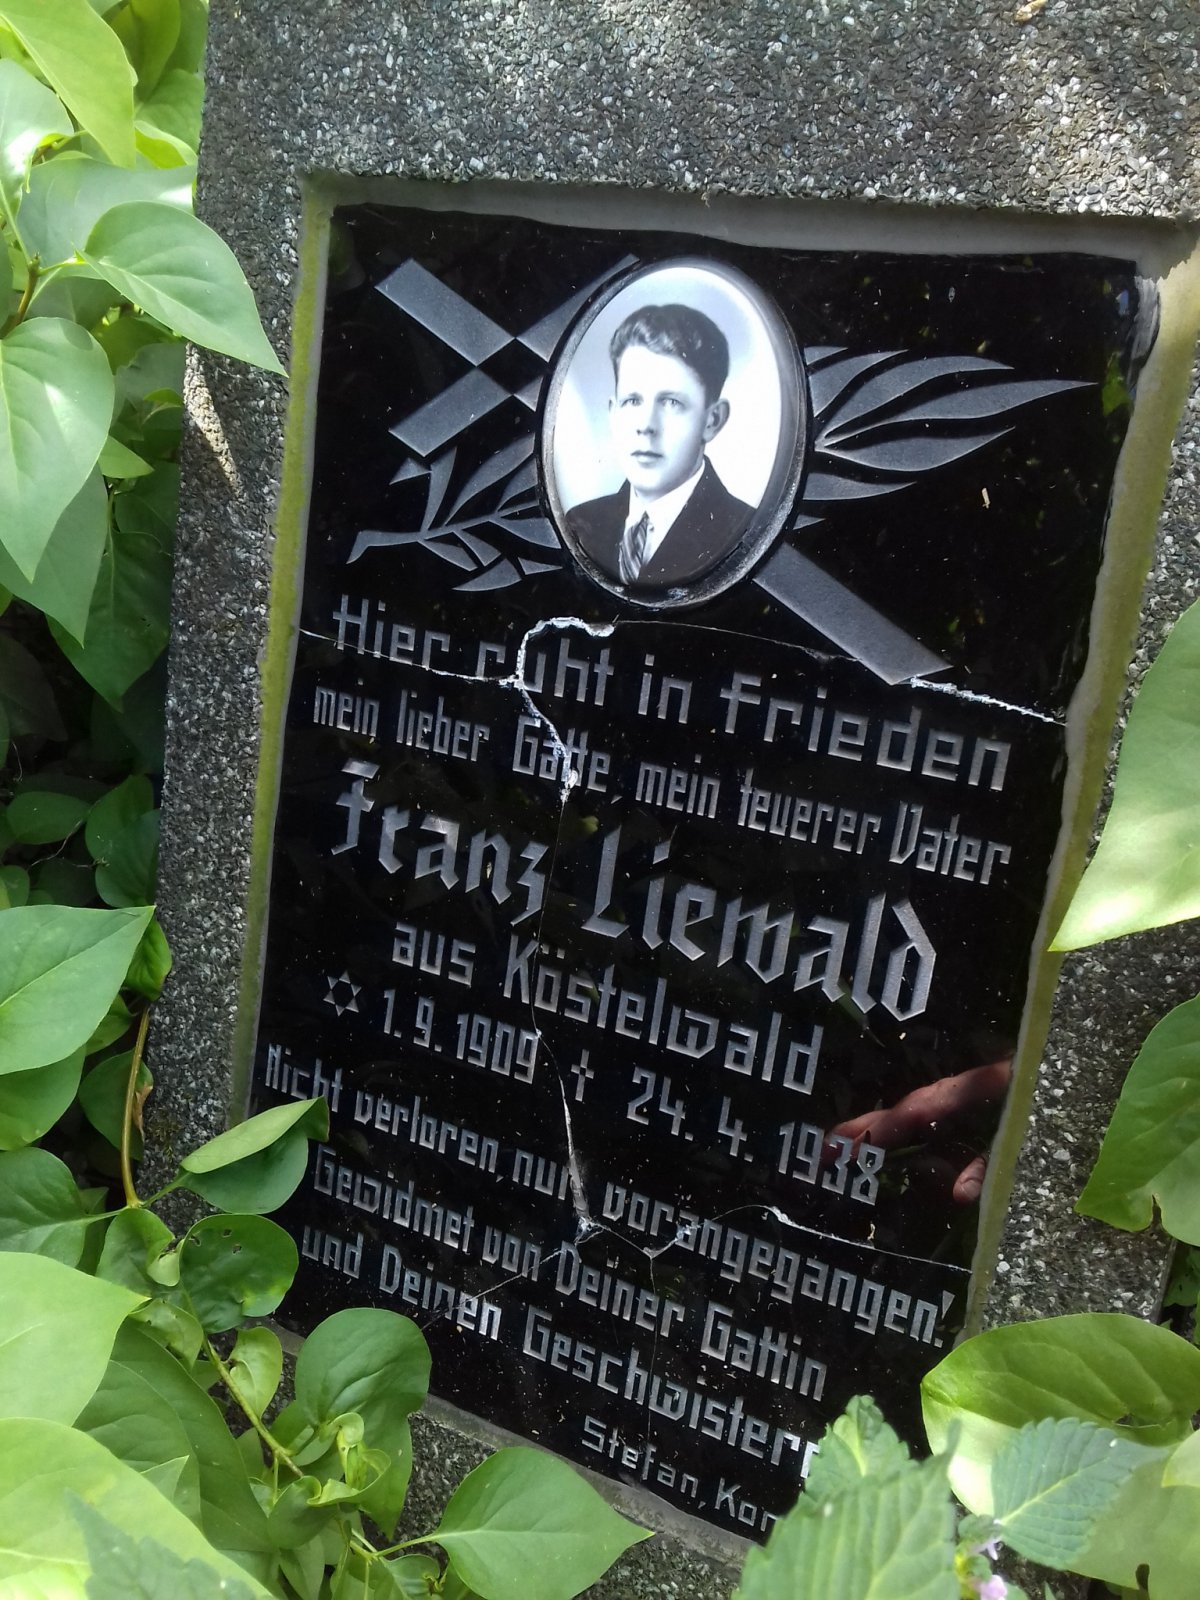 Hier ruht in Frieden
mein lieber Gatte, mein teuerer Vater
Franz Liewald
aus Köstelwald
✡ 1. 9. 1909 ✝ 24. 4. 1938
Nicht verloren, nur vorangegangen!
Gewidmet von Deiner Gattin
und Deinen Geschwistern
Stefan,